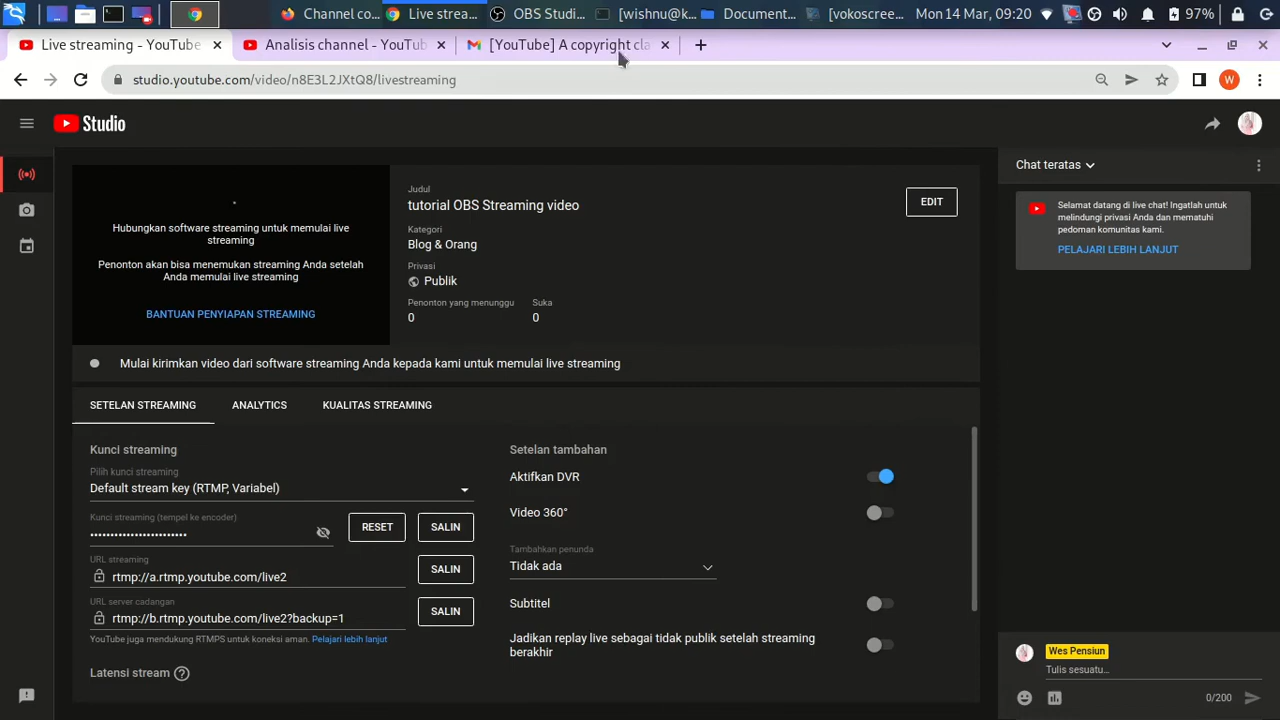 Channel co...
Live strea...
OBS Studi...
[wishnu@k...
Documen...
[vokoscreen...
Mon 14 Mar, 09:20
97%
Live streaming - YouTube
Analisis channel - YouTub
[YouTube] A copyright cla
studio.youtube.com/video/n8E3L2JXtQ8/livestreaming
W
Studio
Hubungkan software streaming untuk memulai live
streaming
Penonton akan bisa menemukan streaming Anda setelah
Anda memulai live streaming
BANTUAN PENYIAPAN STREAMING
Judul
tutorial OBS Streaming video
Kategori
Blog & Orang
Privasi
Publik
Penonton yang menunggu
0
Suka
0
EDIT
Mulai kirimkan video dari software streaming Anda kepada kami untuk memulai live streaming
SETELAN STREAMING
ANALYTICS
KUALITAS STREAMING
Kunci streaming
Pilih kunci streaming
Default stream key (RTMP, Variabel)
Kunci streaming (tempel ke encoder)
••••••••••••••••••••••••
RESET
SALIN
URL streaming
rtmp://a.rtmp.youtube.com/live2
SALIN
URL server cadangan
rtmp://b.rtmp.youtube.com/live2?backup=1
SALIN
YouTube juga mendukung RTMPS untuk koneksi aman. Pelajari lebih lanjut
Latensi stream
Setelan tambahan
Aktifkan DVR
Video 360°
Tambahkan penunda
Tidak ada
Subtitel
Jadikan replay live sebagai tidak publik setelah streaming
berakhir
Chat teratas
Selamat datang di live chat! Ingatlah untuk
melindungi privasi Anda dan mematuhi
pedoman komunitas kami.
PELAJARI LEBIH LANJUT
Wes Pensiun
Tulis sesuatu...
0/200